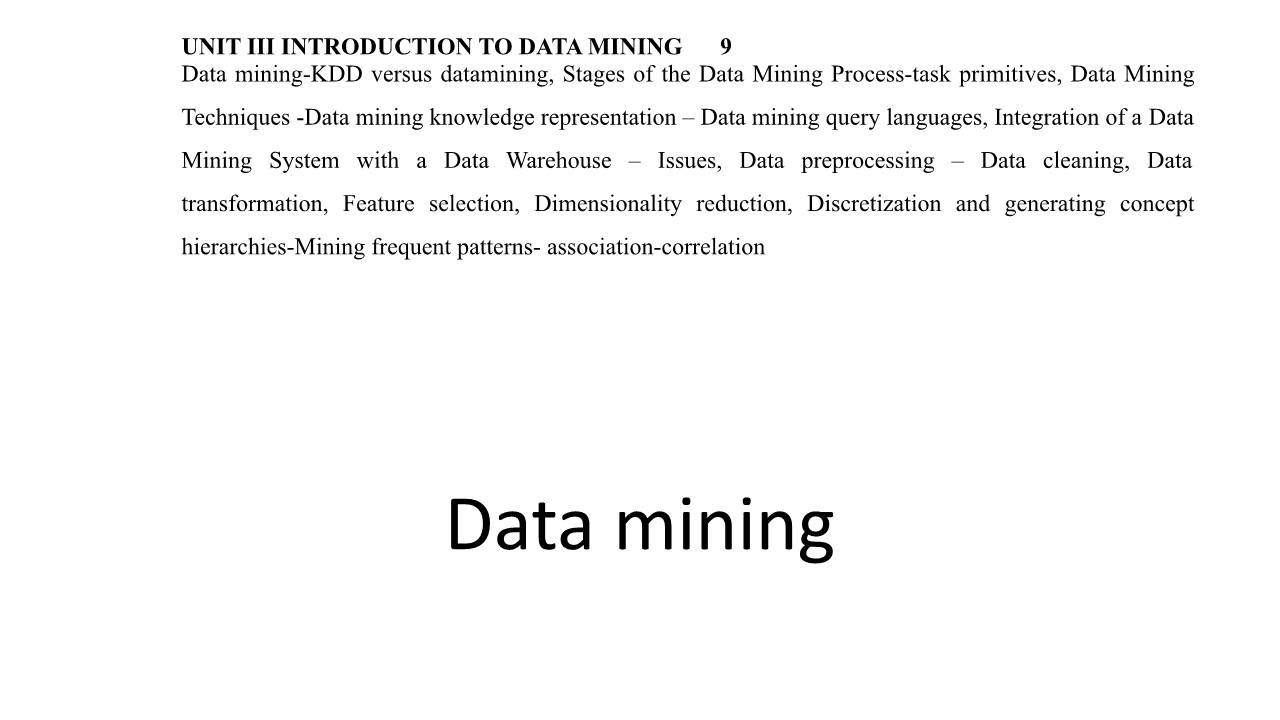 UNIT III INTRODUCTION TO DATA MINING 9
Data mining-KDD versus datamining, Stages of the Data Mining Process-task primitives, Data Mining
Techniques -Data mining knowledge representation – Data mining query languages, Integration of a Data
Mining System with a Data Warehouse – Issues, Data preprocessing – Data cleaning, Data
transformation, Feature selection, Dimensionality reduction, Discretization and generating concept
hierarchies-Mining frequent patterns- association-correlation
Data mining